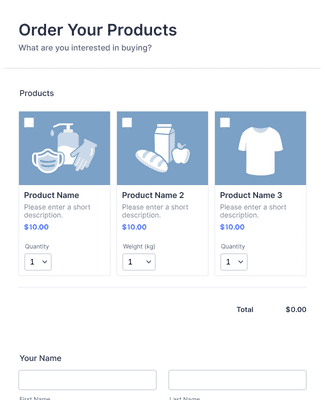 Order Your Products
What are you interested in buying?
Products
Product Name
Please enter a short
description.
$10.00
Quantity
1
Product Name 2
Please enter a short
description.
$10.00
Weight (kg)
1
Product Name 3
Please enter a short
description.
$10.00
Quantity
1
Total $0.00
Your Name
First Name Last Name